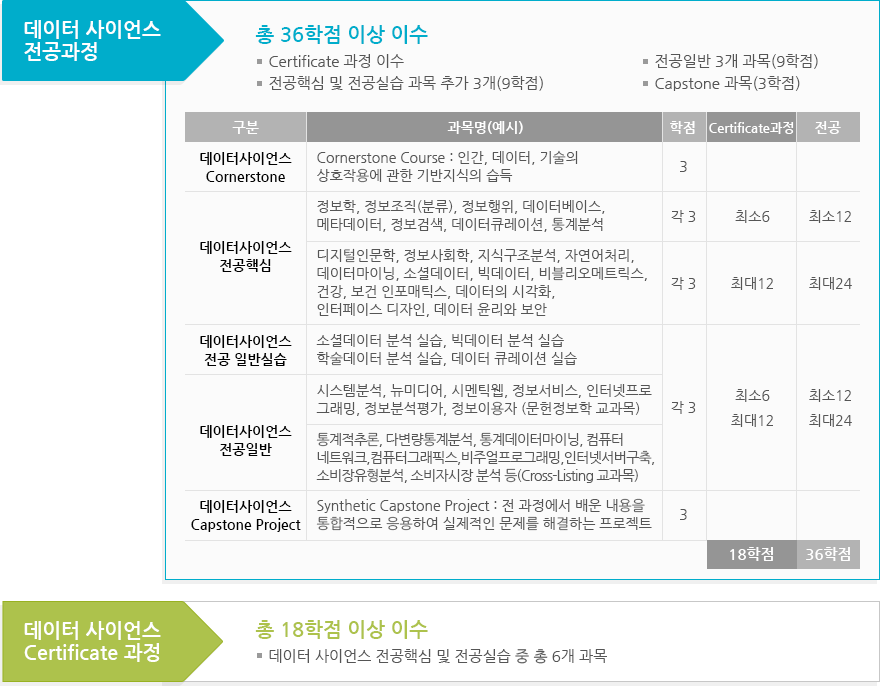 데이터 사이언스
전공과정
총 36학점 이상 이수
▪ Certificate 과정 이수
▪ 전공핵심 및 전공실습 과목 추가 3개(9학점)
▪ 전공일반 3개 과목(9학점)
▪ Capstone 과목(3학점)
구분 과목명(예시) 학점 Certificate과정 전공
데이터사이언스
Cornerstone
Cornerstone Course : 인간, 데이터, 기술의
상호작용에 관한 기반지식의 습득
3
데이터사이언스
전공핵심
정보학, 정보조직(분류), 정보행위, 데이터베이스,
메타데이터, 정보검색, 데이터큐레이션, 통계분석
각 3 최소6 최소12
디지털인문학, 정보사회학, 지식구조분석, 자연어처리,
데이터마이닝, 소셜데이터, 빅데이터, 비블리오메트릭스,
건강, 보건 인포매틱스, 데이터의 시각화,
인터페이스 디자인, 데이터 윤리와 보안
각 3 최대12 최대24
데이터사이언스
전공 일반실습
소셜데이터 분석 실습, 빅데이터 분석 실습
학술데이터 분석 실습, 데이터 큐레이션 실습
데이터사이언스
전공일반
시스템분석, 뉴미디어, 시멘틱웹, 정보서비스, 인터넷프로
그래밍, 정보분석평가, 정보이용자 (문헌정보학 교과목)
통계적추론, 다변량통계분석, 통계데이터마이닝, 컴퓨터
네트워크,컴퓨터그래픽스,비주얼프로그래밍,인터넷서버구축,
소비장유형분석, 소비자시장 분석 등(Cross-Listing 교과목)
각 3
최소6 최소12
최대12 최대24
데이터사이언스
Capstone Project
Synthetic Capstone Project : 전 과정에서 배운 내용을
통합적으로 응용하여 실제적인 문제를 해결하는 프로젝트
3
18학점 36학점
데이터 사이언스
Certificate 과정
총 18학점 이상 이수
▪ 데이터 사이언스 전공핵심 및 전공실습 중 총 6개 과목